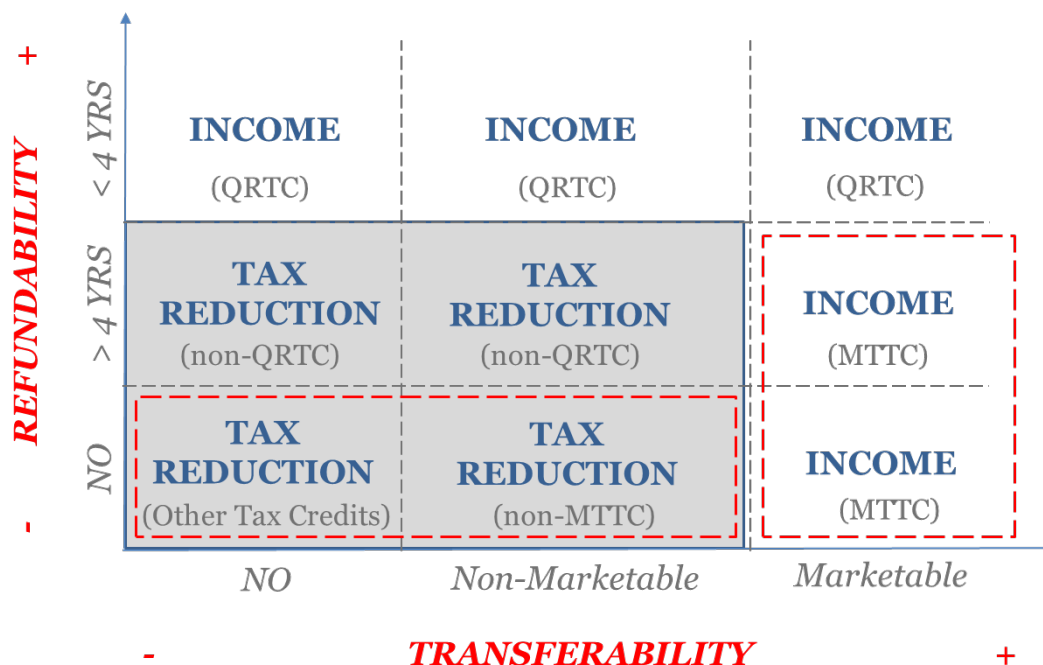 +
REFUNDABILITY
-
< 4 YRS
> 4 YRS
NO
INCOME
(QRTC)
INCOME
(QRTC)
INCOME
(QRTC)
TAX
REDUCTION
(non-QRTC)
TAX
REDUCTION
(non-QRTC)
INCOME
(MTTC)
TAX
REDUCTION
(Other Tax Credits)
TAX
REDUCTION
(non-MTTC)
INCOME
(MTTC)
NO
Non-Marketable
Marketable
-
TRANSFERABILITY
+